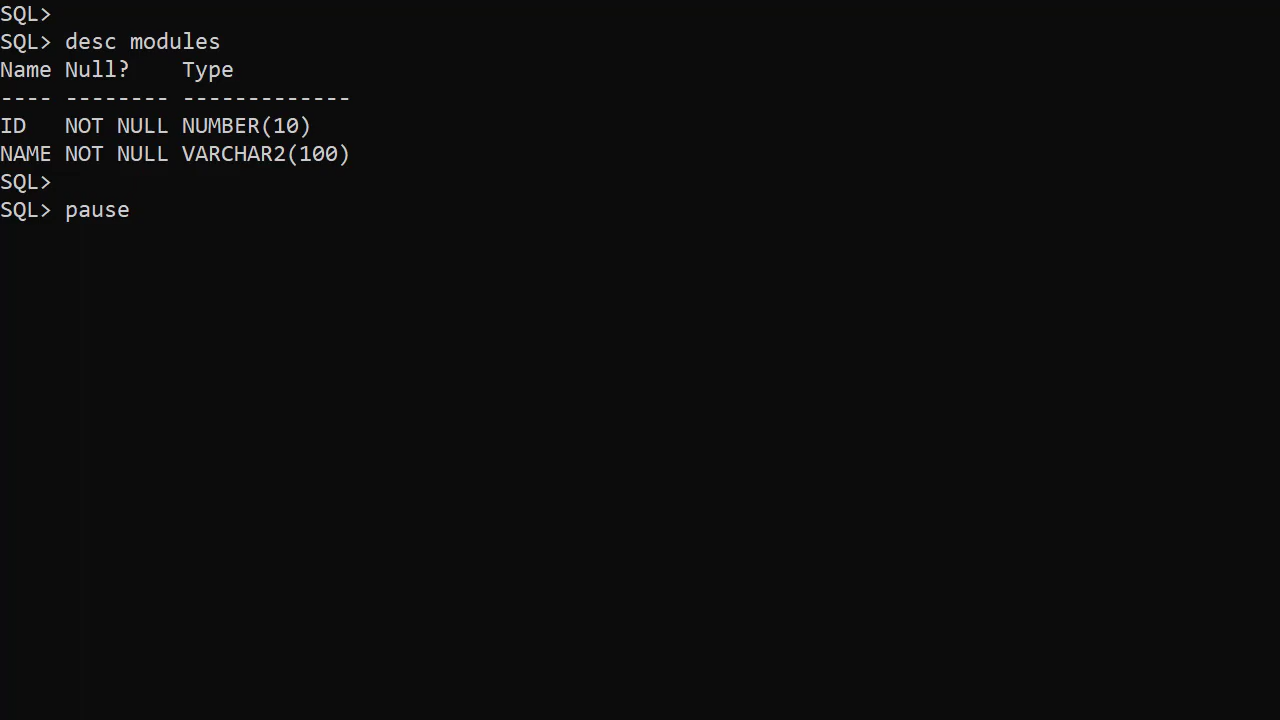 SQL>
SQL> desc modules
Name Null?    Type
---- -------- -------------
ID   NOT NULL NUMBER(10)
NAME NOT NULL VARCHAR2(100)
SQL>
SQL> pause